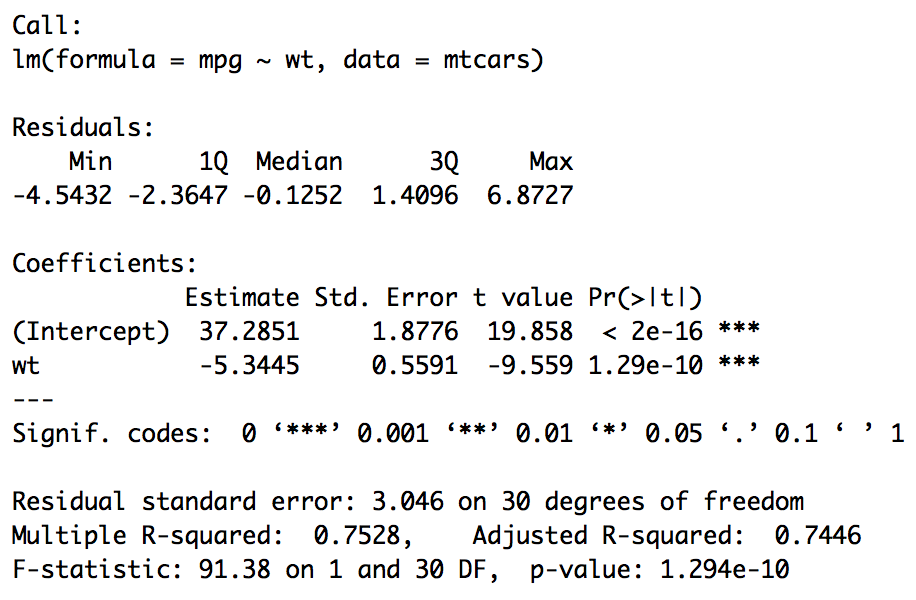 Call:
lm(formula = mpg ~ wt, data = mtcars)
Residuals:
    Min      1Q  Median      3Q     Max
-4.5432 -2.3647 -0.1252  1.4096  6.8727
Coefficients:
            Estimate Std. Error t value Pr(>|t|)
(Intercept)  37.2851     1.8776  19.858  < 2e-16 ***
wt           -5.3445     0.5591  -9.559 1.29e-10 ***
---
Signif. codes:  0 ‘***’ 0.001 ‘**’ 0.01 ‘*’ 0.05 ‘.’ 0.1 ‘ ’ 1
Residual standard error: 3.046 on 30 degrees of freedom
Multiple R-squared:  0.7528,    Adjusted R-squared:  0.7446
F-statistic: 91.38 on 1 and 30 DF,  p-value: 1.294e-10